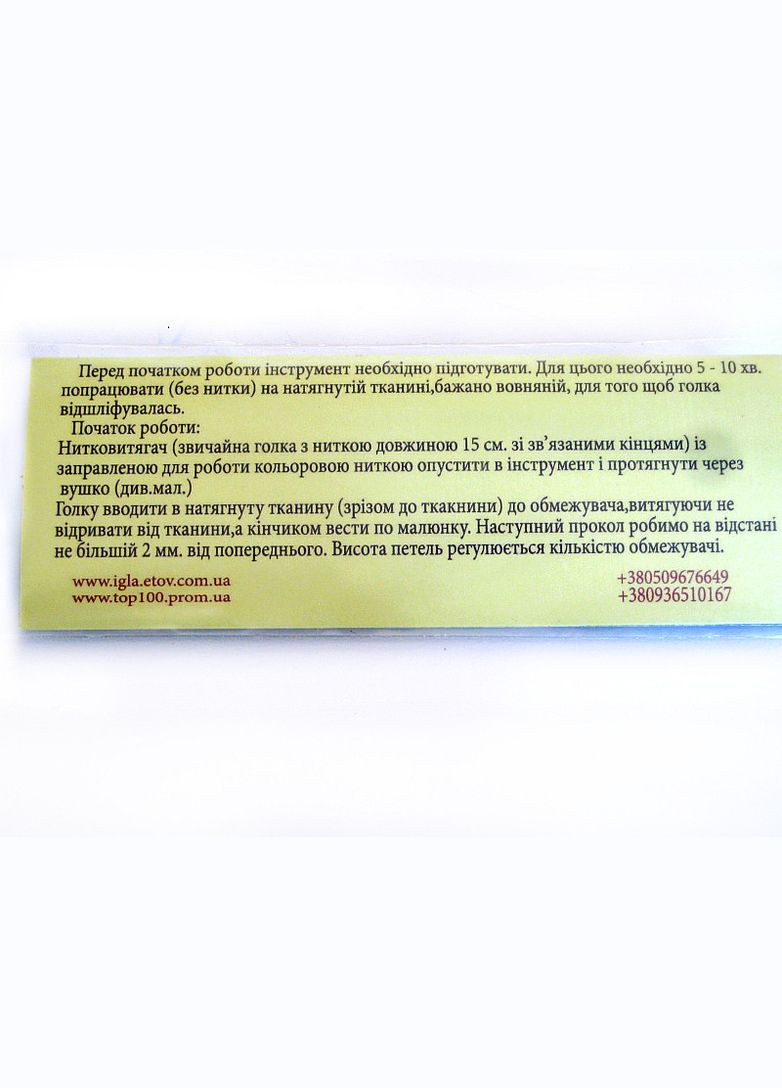 Перед початком роботи інструмент необхідно підготувати. Для цього необхідно 5 - 10 хв.
попрацювати (без нитки) на натягнутій тканині,бажано вовняній, для того щоб голка
відшліфувалась.
Початок роботи:
Нитковитягач (звичайна голка з ниткою довжиною 15 см. зі зв’язаними кінцями) із
заправленою для роботи кольоровою ниткою опустити в інструмент і протягнути через
вушко (див.мал.)
Голку вводити в натягнуту тканину (зрізом до ткакнини) до обмежувача,витягуючи не
відривати від тканини,а кінчиком вести по малюнку. Наступний прокол робимо на відстані
не більшій 2 мм. від попереднього. Висота петель регулюється кількістю обмежувачі.
www.igla.etov.com.ua +380509676649
www.top100.prom.ua +380936510167